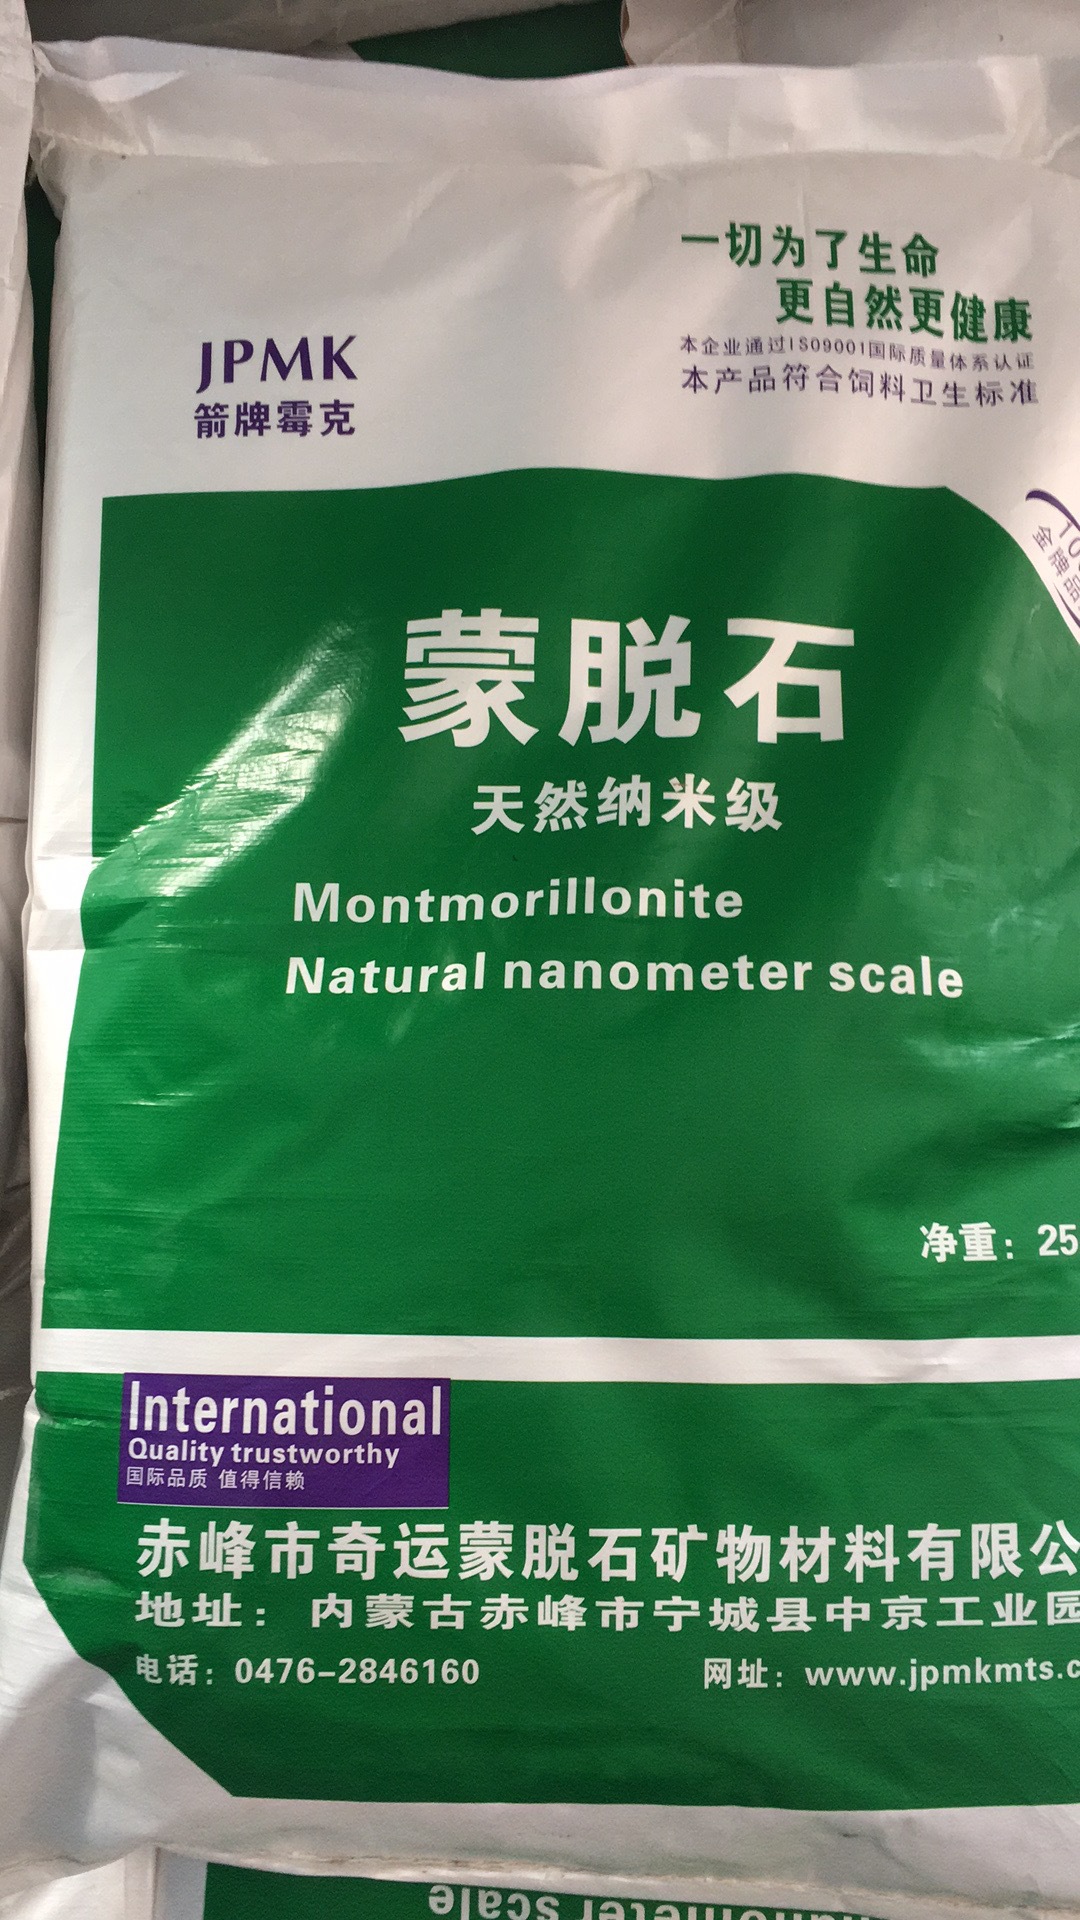 一切为了生命
更自然更健康
本企业通过ISO9001国际质量体系认证
本产品符合饲料卫生标准
JPMK
箭牌霉克
金牌品
蒙脱石
天然纳米级
Montmorillonite
Natural nanometer scale
净重：25
International
Quality trustworthy
国际品质 值得信赖
赤峰市奇运蒙脱石矿物材料有限公
地址：内蒙古赤峰市宁城县中京工业园
电话：0476-2846160
网址：www.jpmkmts.c
nanometer scale